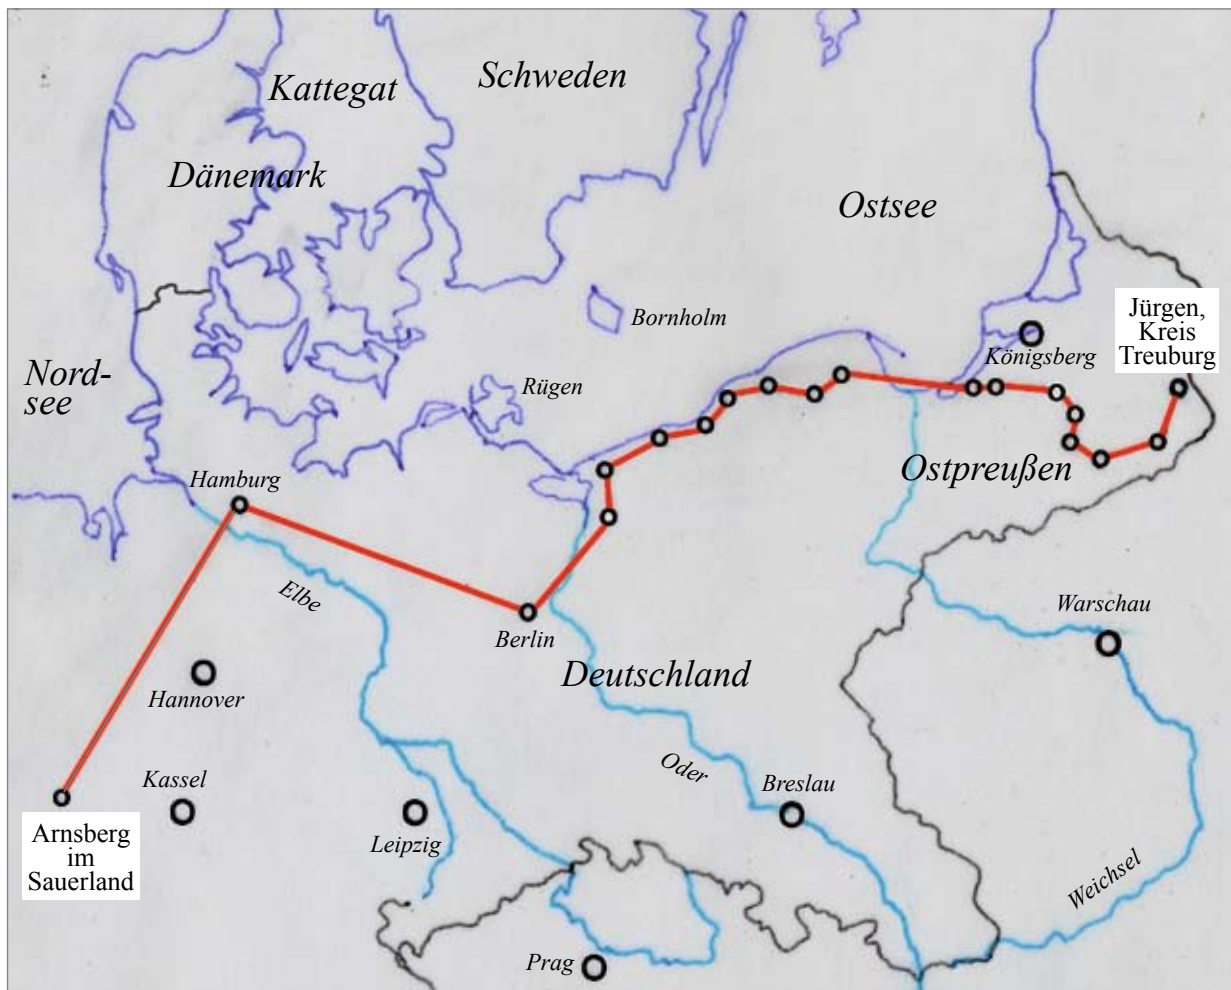 Kattegat
Schweden
Dänemark
Ostsee
Nord-
see
Bornholm
Rügen
Königsberg
Jürgen,
Kreis
Treuburg
Hamburg
Ostpreußen
Elbe
Berlin
Warschau
Hannover
Deutschland
Kassel
Oder
Breslau
Leipzig
Arnsberg
im
Sauerland
Weichsel
Prag